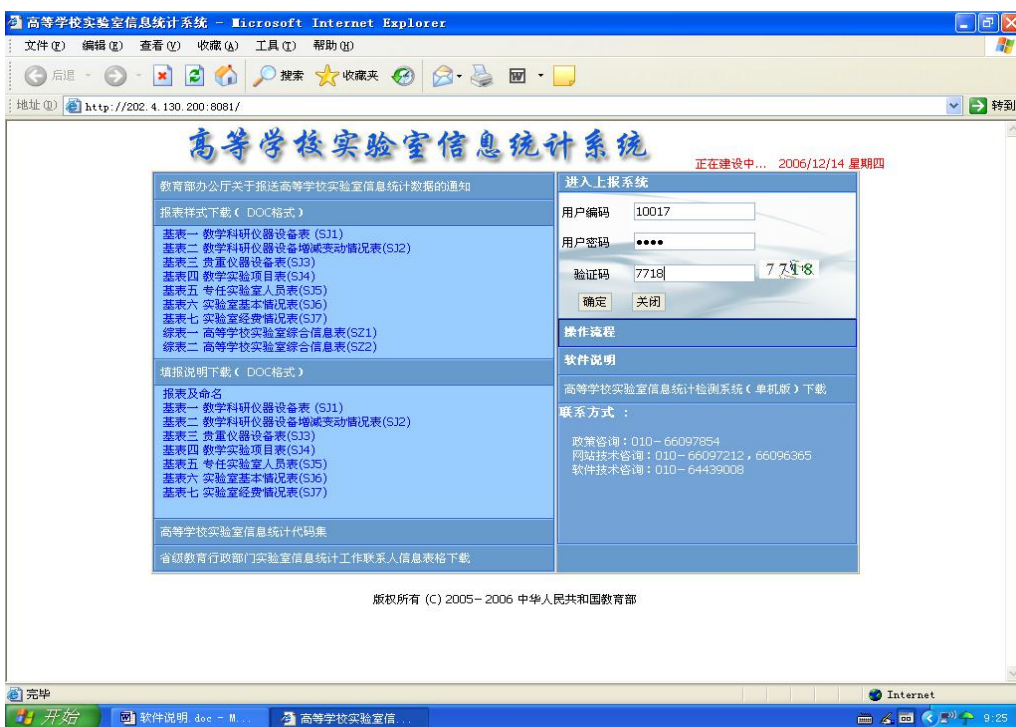 高等学校实验室信息统计系统 - Microsoft Internet Explorer
文件(F) 编辑(E) 查看(V) 收藏(A) 工具(T) 帮助(H)
后退 搜索 收藏夹
地址(D) http://202.4.130.200:8081/ 转到
高等学校实验室信息统计系统
正在建设中... 2006/12/14 星期四
教育部办公厅关于报送高等学校实验室信息统计数据的通知
报表样式下载( DOC格式)
基表一 教学科研仪器设备表 (SJ1)
基表二 教学科研仪器设备增减变动情况表(SJ2)
基表三 贵重仪器设备表(SJ3)
基表四 教学实验项目表(SJ4)
基表五 专任实验室人员表(SJ5)
基表六 实验室基本情况表(SJ6)
基表七 实验室经费情况表(SJ7)
综表一 高等学校实验室综合信息表(SZ1)
综表二 高等学校实验室综合信息表(SZ2)
填报说明下载( DOC格式)
报表及命名
基表一 教学科研仪器设备表 (SJ1)
基表二 教学科研仪器设备增减变动情况表(SJ2)
基表三 贵重仪器设备表(SJ3)
基表四 教学实验项目表(SJ4)
基表五 专任实验室人员表(SJ5)
基表六 实验室基本情况表(SJ6)
基表七 实验室经费情况表(SJ7)
高等学校实验室信息统计代码集
省级教育行政部门实验室信息统计工作联系人信息表格下载
进入上报系统
用户编码 10017
用户密码 ●●●●
验证码 7718 7718
确定 关闭
操作流程
软件说明
高等学校实验室信息统计检测系统(单机版)下载
联系方式 :
政策咨询:010-66097854
网站技术咨询:010-66097212,66096365
软件技术咨询:010-64439008
版权所有 (C) 2005-2006 中华人民共和国教育部
完毕 Internet
开始 软件说明.doc - M... 高等学校实验室信... 9:25